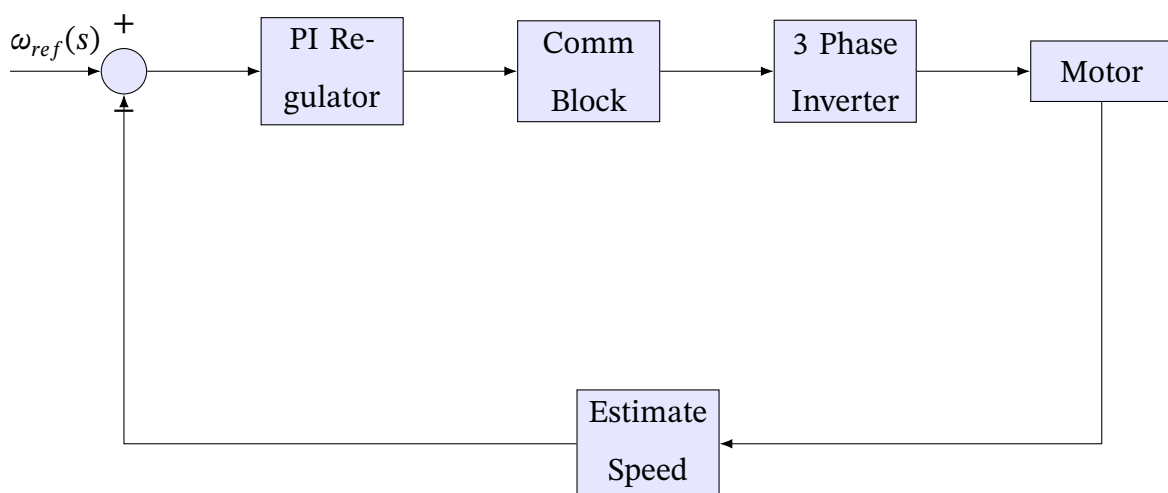 +
ω_ref(s)
−
PI Re-
gulator
Comm
Block
3 Phase
Inverter
Motor
Estimate
Speed